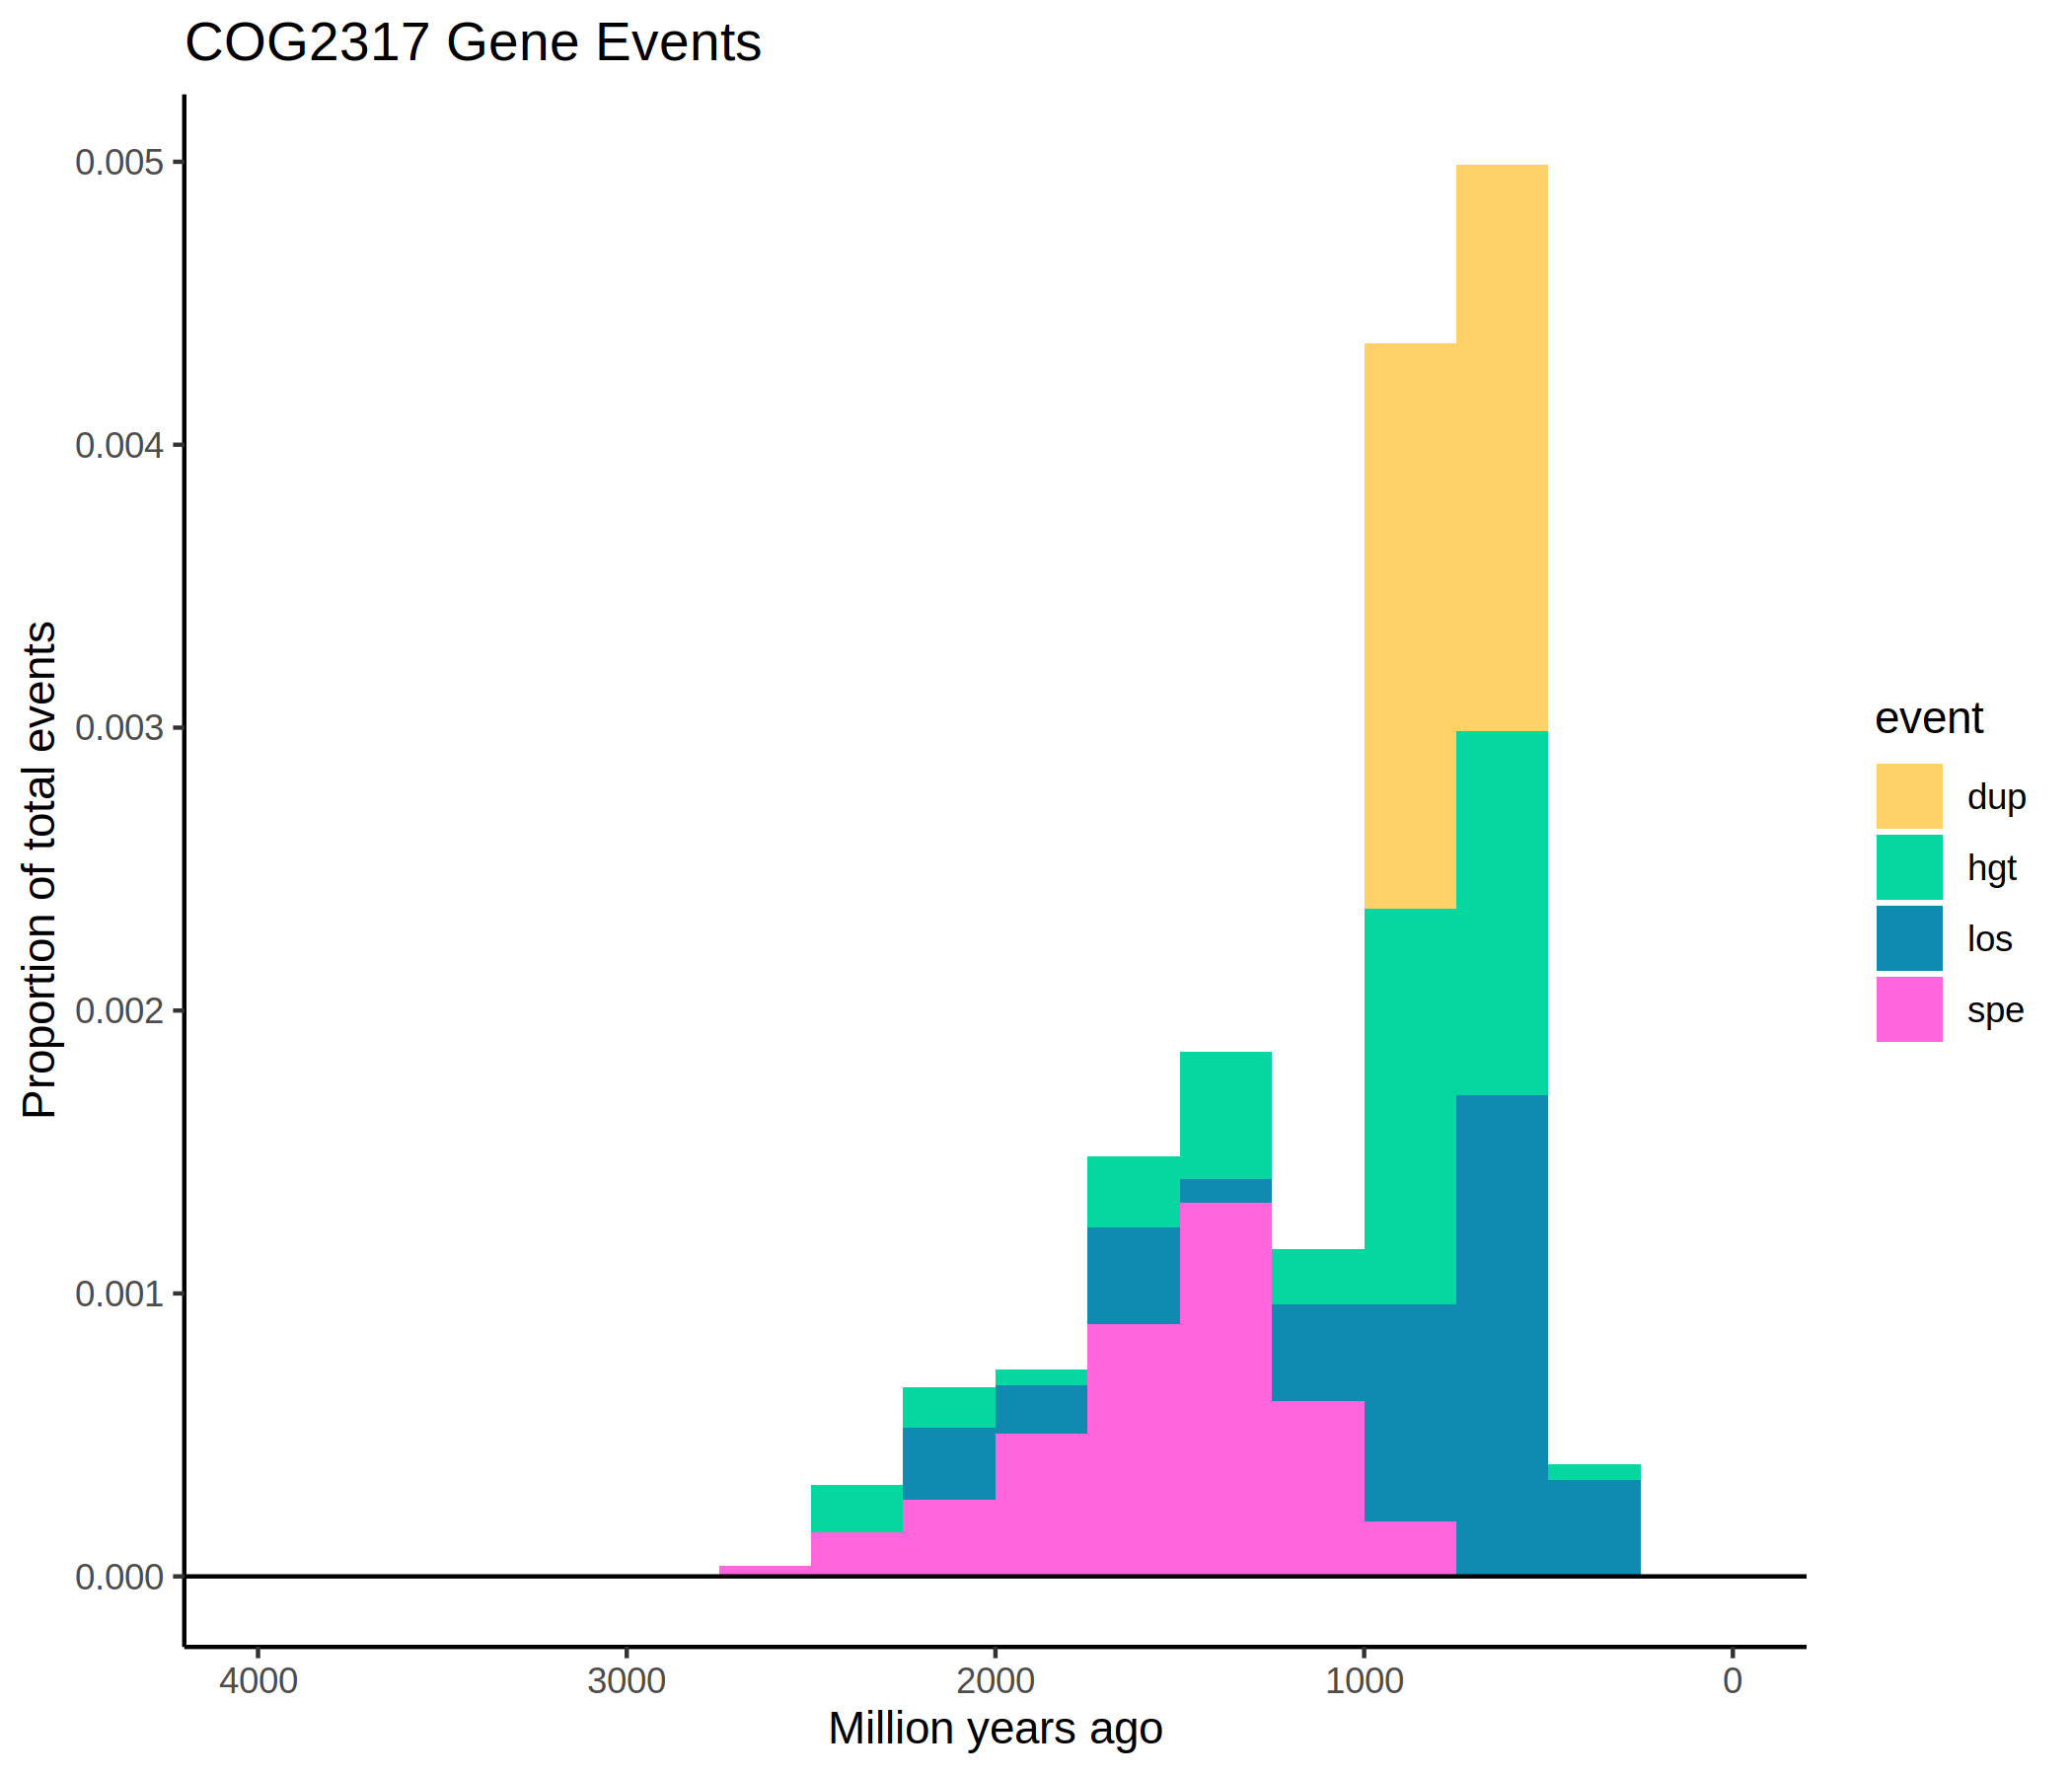 COG2317 Gene Events
Proportion of total events
0.005
0.004
0.003
0.002
0.001
0.000
4000 3000 2000 1000 0
Million years ago
event
dup
hgt
los
spe